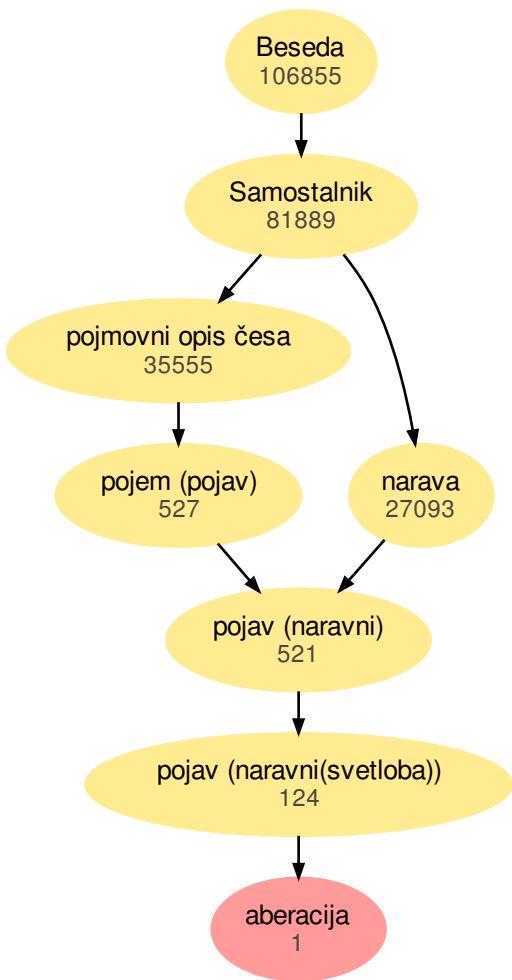 Beseda
106855
Samostalnik
81889
pojmovni opis česa
35555
pojem (pojav)
527
narava
27093
pojav (naravni)
521
pojav (naravni(svetloba))
124
aberacija
1